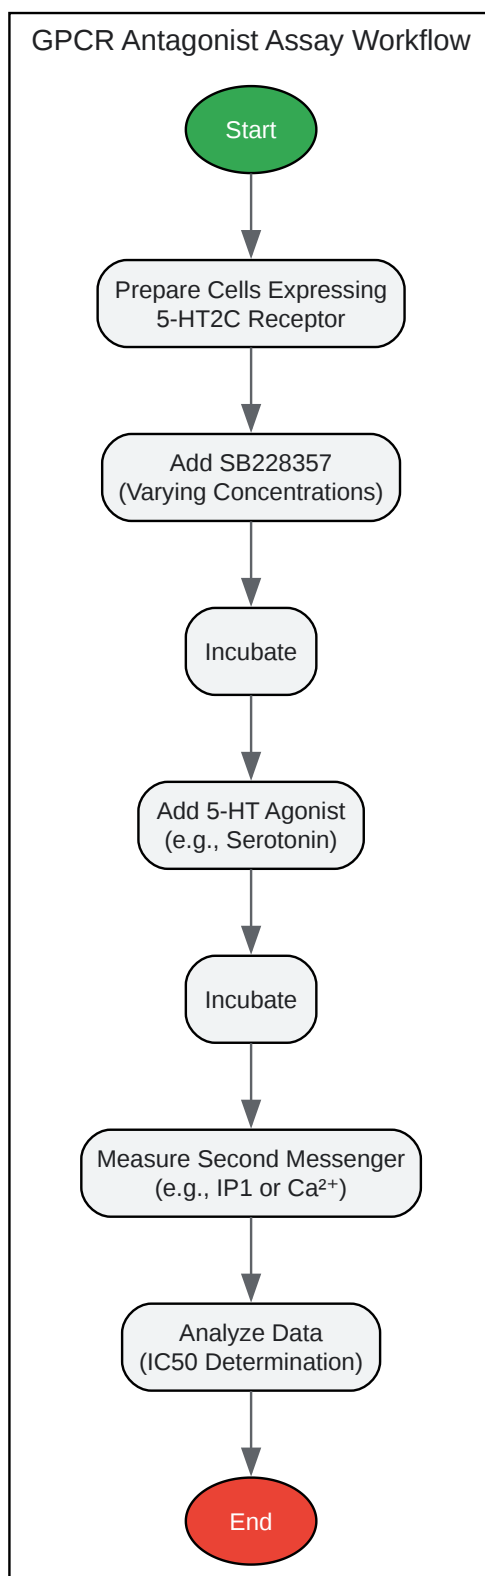 GPCR Antagonist Assay Workflow
Start
Prepare Cells Expressing
5-HT2C Receptor
Add SB228357
(Varying Concentrations)
Incubate
Add 5-HT Agonist
(e.g., Serotonin)
Incubate
Measure Second Messenger
(e.g., IP1 or Ca²⁺)
Analyze Data
(IC50 Determination)
End